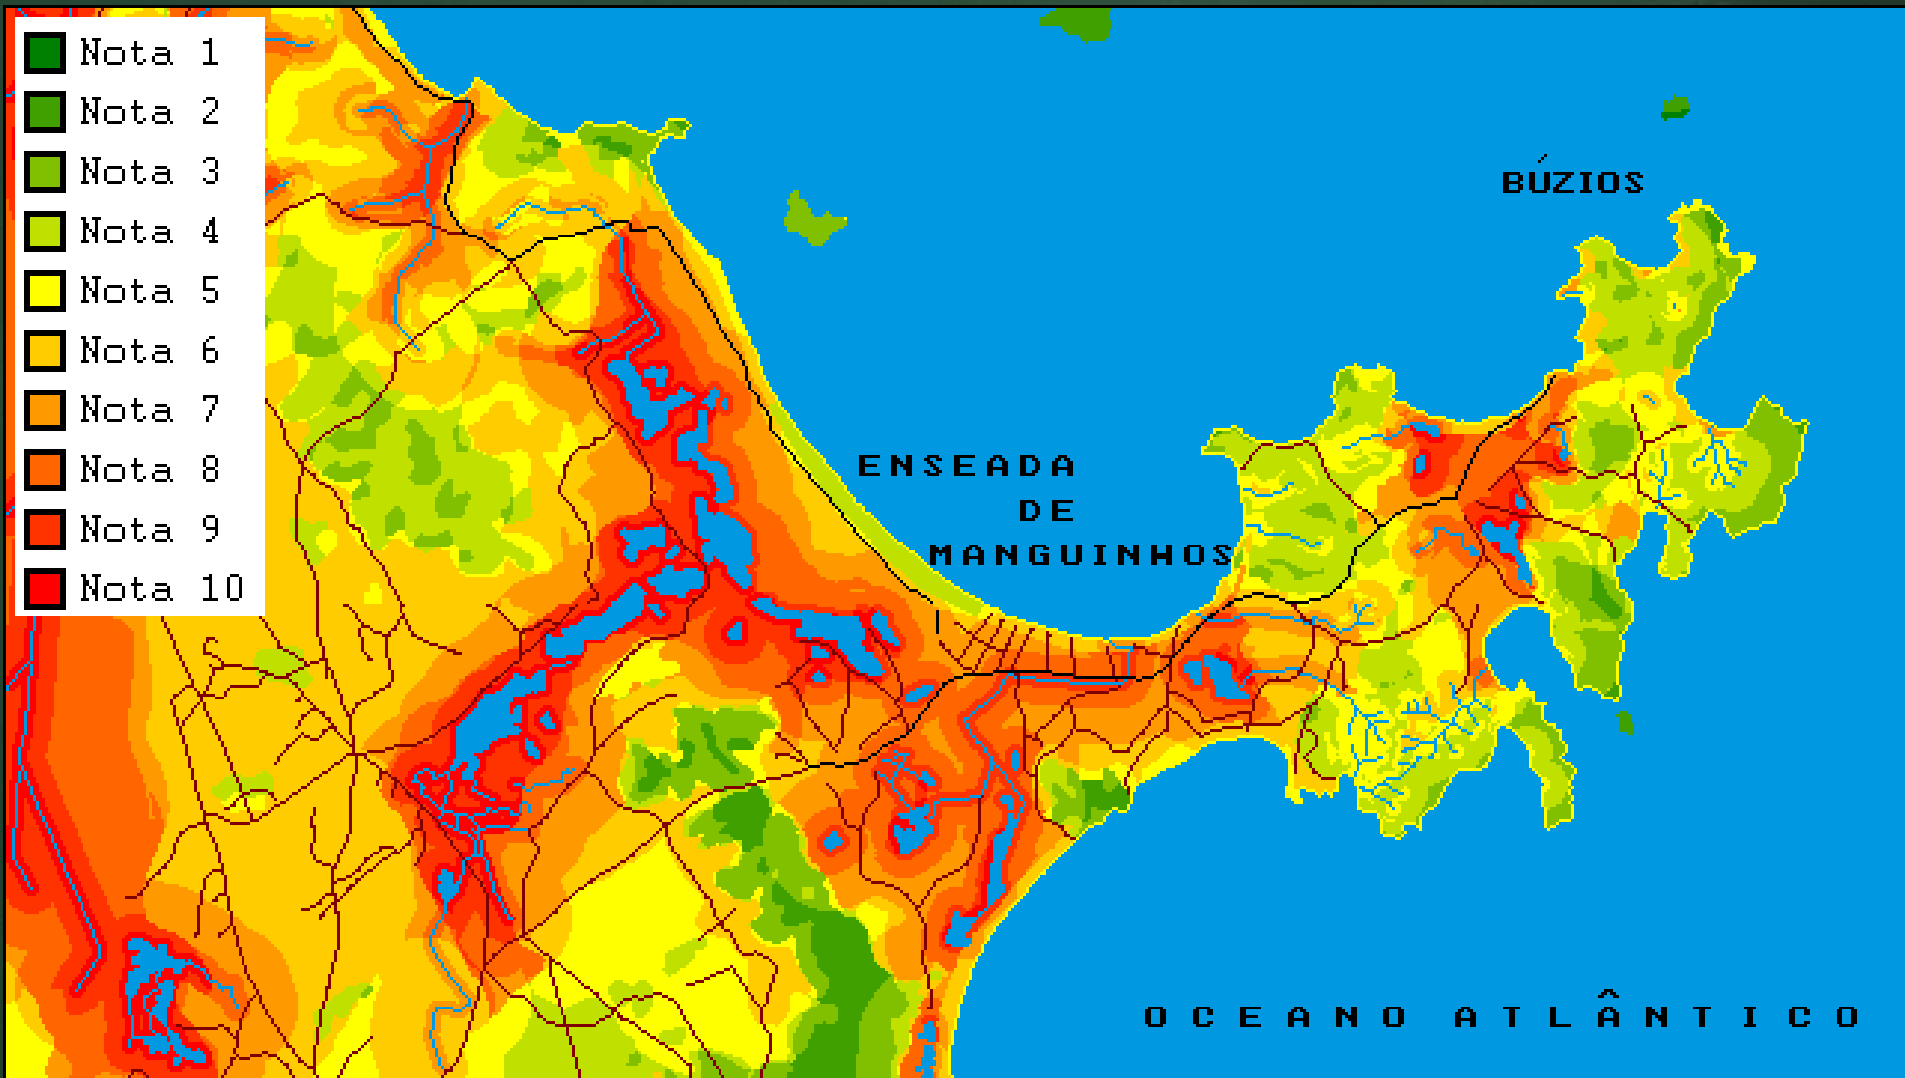 Nota 1
Nota 2
Nota 3
Nota 4
Nota 5
Nota 6
Nota 7
Nota 8
Nota 9
Nota 10
BÚZIOS
ENSEADA
DE
MANGUINHOS
OCEANO ATLÂNTICO